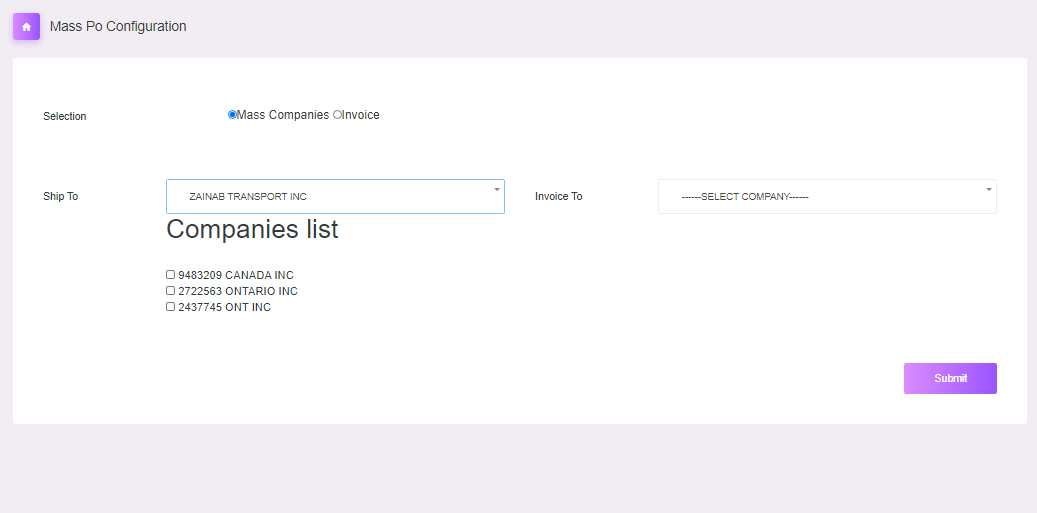 Mass Po Configuration
Selection Mass Companies Invoice
Ship To ZAINAB TRANSPORT INC Invoice To ------SELECT COMPANY------
Companies list
9483209 CANADA INC
2722563 ONTARIO INC
2437745 ONT INC
Submit